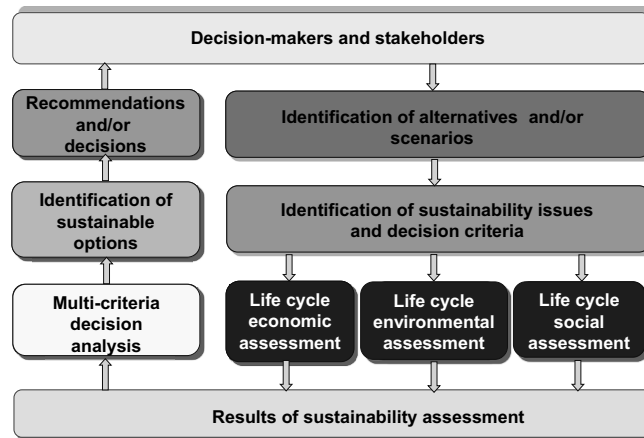 Decision-makers and stakeholders
Recommendations
and/or
decisions
Identification of alternatives and/or
scenarios
Identification of
sustainable
options
Identification of sustainability issues
and decision criteria
Multi-criteria
decision
analysis
Life cycle
economic
assessment
Life cycle
environmental
assessment
Life cycle
social
assessment
Results of sustainability assessment